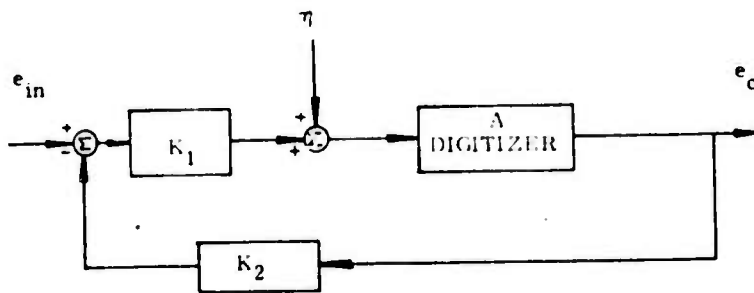 η
e_in
e_o
+
-
Σ
K_1
+
+
Σ
A
DIGITIZER
K_2